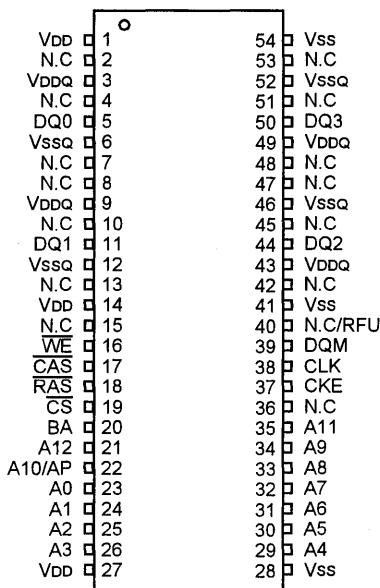 VDD 1 54 Vss
N.C 2 53 N.C
VDDQ 3 52 VssQ
N.C 4 51 N.C
DQ0 5 50 DQ3
VssQ 6 49 VDDQ
N.C 7 48 N.C
N.C 8 47 N.C
VDDQ 9 46 VssQ
N.C 10 45 N.C
DQ1 11 44 DQ2
VssQ 12 43 VDDQ
N.C 13 42 N.C
VDD 14 41 Vss
N.C 15 40 N.C/RFU
W̅E̅ 16 39 DQM
C̅A̅S̅ 17 38 CLK
R̅A̅S̅ 18 37 CKE
C̅S̅ 19 36 N.C
BA 20 35 A11
A12 21 34 A9
A10/AP 22 33 A8
A0 23 32 A7
A1 24 31 A6
A2 25 30 A5
A3 26 29 A4
VDD 27 28 Vss